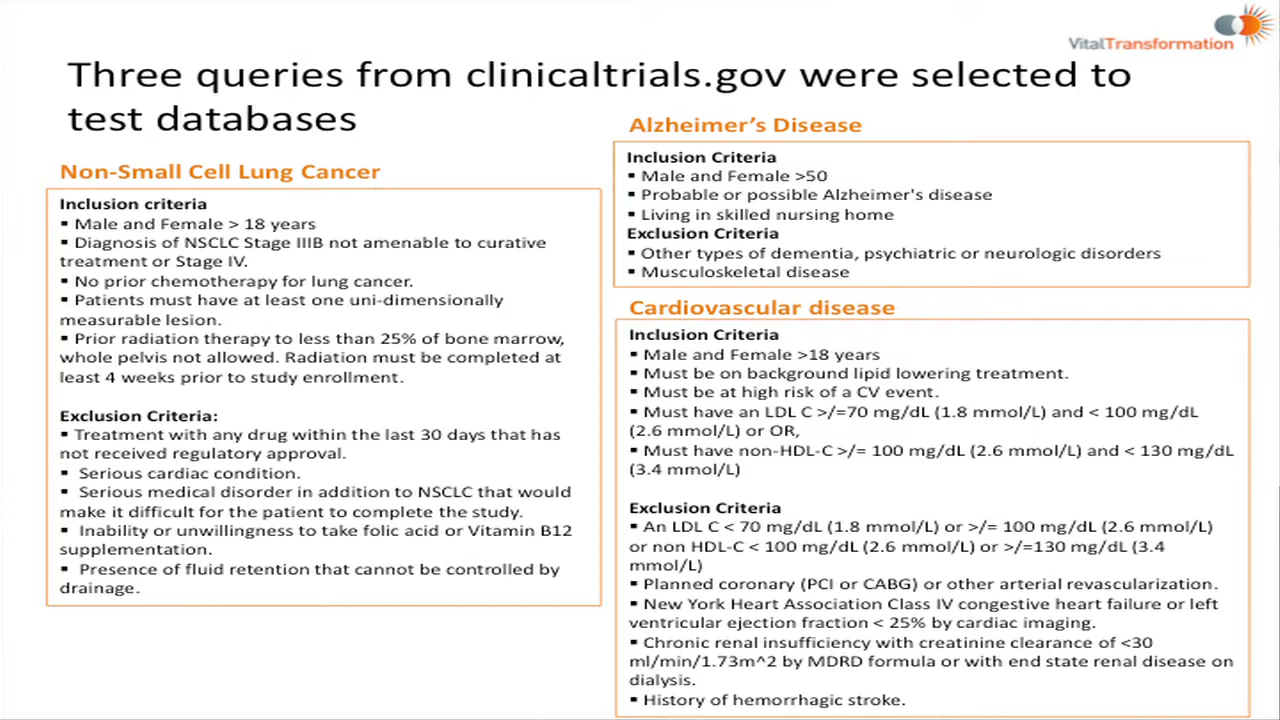 VitalTransformation
Three queries from clinicaltrials.gov were selected to
test databases
Non-Small Cell Lung Cancer
Inclusion criteria
▪ Male and Female > 18 years
▪ Diagnosis of NSCLC Stage IIIB not amenable to curative
treatment or Stage IV.
▪ No prior chemotherapy for lung cancer.
▪ Patients must have at least one uni-dimensionally
measurable lesion.
▪ Prior radiation therapy to less than 25% of bone marrow,
whole pelvis not allowed. Radiation must be completed at
least 4 weeks prior to study enrollment.
Exclusion Criteria:
▪ Treatment with any drug within the last 30 days that has
not received regulatory approval.
▪ Serious cardiac condition.
▪ Serious medical disorder in addition to NSCLC that would
make it difficult for the patient to complete the study.
▪ Inability or unwillingness to take folic acid or Vitamin B12
supplementation.
▪ Presence of fluid retention that cannot be controlled by
drainage.
Alzheimer's Disease
Inclusion Criteria
▪ Male and Female >50
▪ Probable or possible Alzheimer's disease
▪ Living in skilled nursing home
Exclusion Criteria
▪ Other types of dementia, psychiatric or neurologic disorders
▪ Musculoskeletal disease
Cardiovascular disease
Inclusion Criteria
▪ Male and Female >18 years
▪ Must be on background lipid lowering treatment.
▪ Must be at high risk of a CV event.
▪ Must have an LDL C >/=70 mg/dL (1.8 mmol/L) and < 100 mg/dL
(2.6 mmol/L) or OR,
▪ Must have non-HDL-C >/= 100 mg/dL (2.6 mmol/L) and < 130 mg/dL
(3.4 mmol/L)
Exclusion Criteria
▪ An LDL C < 70 mg/dL (1.8 mmol/L) or >/= 100 mg/dL (2.6 mmol/L)
or non HDL-C < 100 mg/dL (2.6 mmol/L) or >/=130 mg/dL (3.4
mmol/L)
▪ Planned coronary (PCI or CABG) or other arterial revascularization.
▪ New York Heart Association Class IV congestive heart failure or left
ventricular ejection fraction < 25% by cardiac imaging.
▪ Chronic renal insufficiency with creatinine clearance of <30
ml/min/1.73m^2 by MDRD formula or with end state renal disease on
dialysis.
▪ History of hemorrhagic stroke.